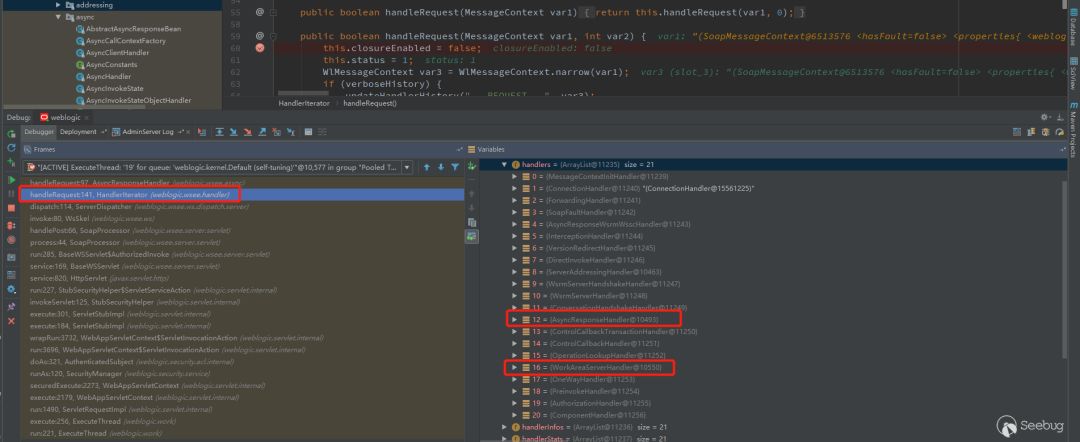 addressing
async
AbstractAsyncResponseBean
AsyncCallContextFactory
AsyncClientHandler
AsyncConstants
AsyncHandler
AsyncInvokeState
AsyncInvokeStateObjectHandler
55 @ public boolean handleRequest(MessageContext var1) { return this.handleRequest(var1, 0); }
58
59 @ public boolean handleRequest(MessageContext var1, int var2) { var1: "(SoapMessageContext@6513576 <hasFault=false> <properties{ <weblog
60 this.closureEnabled = false; closureEnabled: false
61 this.status = 1; status: 1
62 WlMessageContext var3 = WlMessageContext.narrow(var1); var3 (slot_3): "(SoapMessageContext@6513576 <hasFault=false> <properties{ <
63 if (verboseHistory) {
updateHandlerHistory("...REQUEST...", var3);
HandlerIterator handleRequest()
Database
SciView
Maven Projects
Debug: weblogic
Debugger Deployment AdminServer Log
Frames
Variables
"[ACTIVE] ExecuteThread: '19' for queue: 'weblogic.kernel.Default (self-tuning)'"@10,577 in group "Pooled T...
handleRequest:97, AsyncResponseHandler (weblogic.wsee.async)
handleRequest:141, HandlerIterator (weblogic.wsee.handler)
dispatch:114, ServerDispatcher (weblogic.wsee.ws.dispatch.server)
invoke:80, WsSkel (weblogic.wsee.ws)
handlePost:66, SoapProcessor (weblogic.wsee.server.servlet)
process:44, SoapProcessor (weblogic.wsee.server.servlet)
run:285, BaseWSServlet$AuthorizedInvoke (weblogic.wsee.server.servlet)
service:169, BaseWSServlet (weblogic.wsee.server.servlet)
service:820, HttpServlet (javax.servlet.http)
run:227, StubSecurityHelper$ServletServiceAction (weblogic.servlet.internal)
invokeServlet:125, StubSecurityHelper (weblogic.servlet.internal)
execute:301, ServletStubImpl (weblogic.servlet.internal)
execute:184, ServletStubImpl (weblogic.servlet.internal)
wrapRun:3732, WebAppServletContext$ServletInvocationAction (weblogic.servlet.internal)
run:3696, WebAppServletContext$ServletInvocationAction (weblogic.servlet.internal)
doAs:321, AuthenticatedSubject (weblogic.security.acl.internal)
runAs:120, SecurityManager (weblogic.security.service)
securedExecute:2273, WebAppServletContext (weblogic.servlet.internal)
execute:2179, WebAppServletContext (weblogic.servlet.internal)
run:1490, ServletRequestImpl (weblogic.servlet.internal)
execute:256, ExecuteThread (weblogic.work)
run:221, ExecuteThread (weblogic.work)
handlers = (ArrayList@11235) size = 21
0 = (MessageContextInitHandler@11239)
1 = (ConnectionHandler@11240) "(ConnectionHandler@15561225)"
2 = (ForwardingHandler@11241)
3 = (SoapFaultHandler@11242)
4 = (AsyncResponseWsrmWsscHandler@11243)
5 = (InterceptionHandler@11244)
6 = (VersionRedirectHandler@11245)
7 = (DirectInvokeHandler@11246)
8 = (ServerAddressingHandler@10463)
9 = (WsrmServerHandshakeHandler@11247)
10 = (WsrmServerHandler@11248)
11 = (ConversationHandshakeHandler@11249)
12 = (AsyncResponseHandler@10493)
13 = (ControlCallbackTransactionHandler@11250)
14 = (ControlCallbackHandler@11251)
15 = (OperationLookupHandler@11252)
16 = (WorkAreaServerHandler@10550)
17 = (OneWayHandler@11253)
18 = (PreinvokeHandler@11254)
19 = (AuthorizationHandler@11255)
20 = (ComponentHandler@11256)
handlerInfos = (ArrayList@11236) size = 21
handlerStats = (ArrayList@11237) size = 21
Seebug